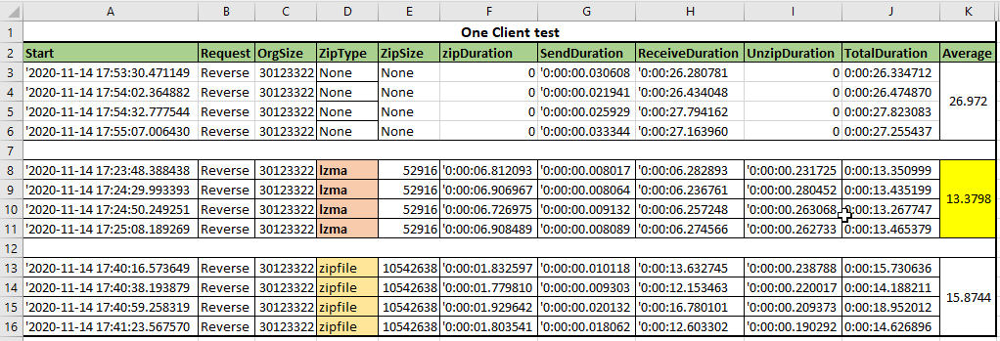 A B C D E F G H I J K
1 One Client test
2 Start Request OrgSize ZipType ZipSize zipDuration SendDuration ReceiveDuration UnzipDuration TotalDuration Average
3 '2020-11-14 17:53:30.471149 Reverse 30123322 None None 0 '0:00:00.030608 '0:00:26.280781 0 0:00:26.334712
4 '2020-11-14 17:54:02.364882 Reverse 30123322 None None 0 '0:00:00.021941 '0:00:26.434048 0 0:00:26.474870
26.972
5 '2020-11-14 17:54:32.777544 Reverse 30123322 None None 0 '0:00:00.025929 '0:00:27.794162 0 0:00:27.823083
6 '2020-11-14 17:55:07.006430 Reverse 30123322 None None 0 '0:00:00.033344 '0:00:27.163960 0 0:00:27.255437
7
8 '2020-11-14 17:23:48.388438 Reverse 30123322 lzma 52916 '0:00:06.812093 '0:00:00.008017 '0:00:06.282893 '0:00:00.231725 0:00:13.350999
9 '2020-11-14 17:24:29.993393 Reverse 30123322 lzma 52916 '0:00:06.906967 '0:00:00.008064 '0:00:06.236761 '0:00:00.280452 0:00:13.435199
13.3798
10 '2020-11-14 17:24:50.249251 Reverse 30123322 lzma 52916 '0:00:06.726975 '0:00:00.009132 '0:00:06.257248 '0:00:00.263068 0:00:13.267747
11 '2020-11-14 17:25:08.189269 Reverse 30123322 lzma 52916 '0:00:06.908489 '0:00:00.008089 '0:00:06.274566 '0:00:00.262733 0:00:13.465379
12
13 '2020-11-14 17:40:16.573649 Reverse 30123322 zipfile 10542638 '0:00:01.832597 '0:00:00.010118 '0:00:13.632745 '0:00:00.238788 0:00:15.730636
14 '2020-11-14 17:40:38.193879 Reverse 30123322 zipfile 10542638 '0:00:01.779810 '0:00:00.009303 '0:00:12.153463 '0:00:00.220017 0:00:14.188211
15.8744
15 '2020-11-14 17:40:59.258319 Reverse 30123322 zipfile 10542638 '0:00:01.929642 '0:00:00.020132 '0:00:16.780101 '0:00:00.209373 0:00:18.952012
16 '2020-11-14 17:41:23.567570 Reverse 30123322 zipfile 10542638 '0:00:01.803541 '0:00:00.018062 '0:00:12.603302 '0:00:00.190292 0:00:14.626896